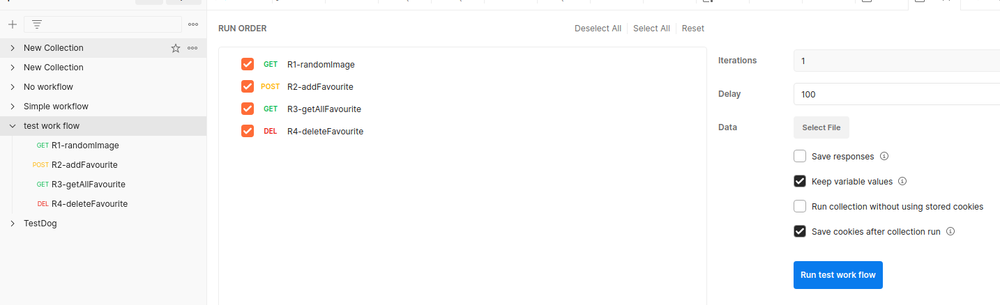 New Collection
New Collection
No workflow
Simple workflow
test work flow
GET R1-randomImage
POST R2-addFavourite
GET R3-getAllFavourite
DEL R4-deleteFavourite
TestDog
RUN ORDER
Deselect All Select All Reset
GET R1-randomImage
POST R2-addFavourite
GET R3-getAllFavourite
DEL R4-deleteFavourite
Iterations 1
Delay 100
Data Select File
Save responses
Keep variable values
Run collection without using stored cookies
Save cookies after collection run
Run test work flow